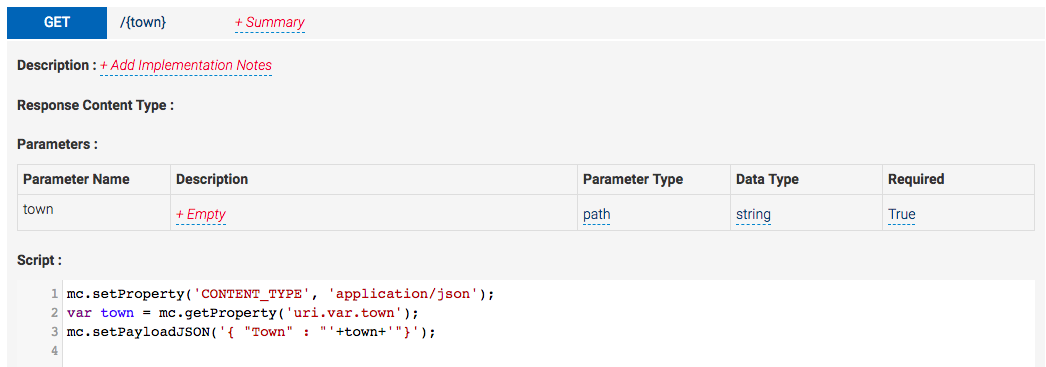 GET /{town} + Summary
Description : + Add Implementation Notes
Response Content Type :
Parameters :
Parameter Name Description Parameter Type Data Type Required
town + Empty path string True
Script :
1 mc.setProperty('CONTENT_TYPE', 'application/json');
2 var town = mc.getProperty('uri.var.town');
3 mc.setPayloadJSON('{ "Town" : "'+town+'"}');
4